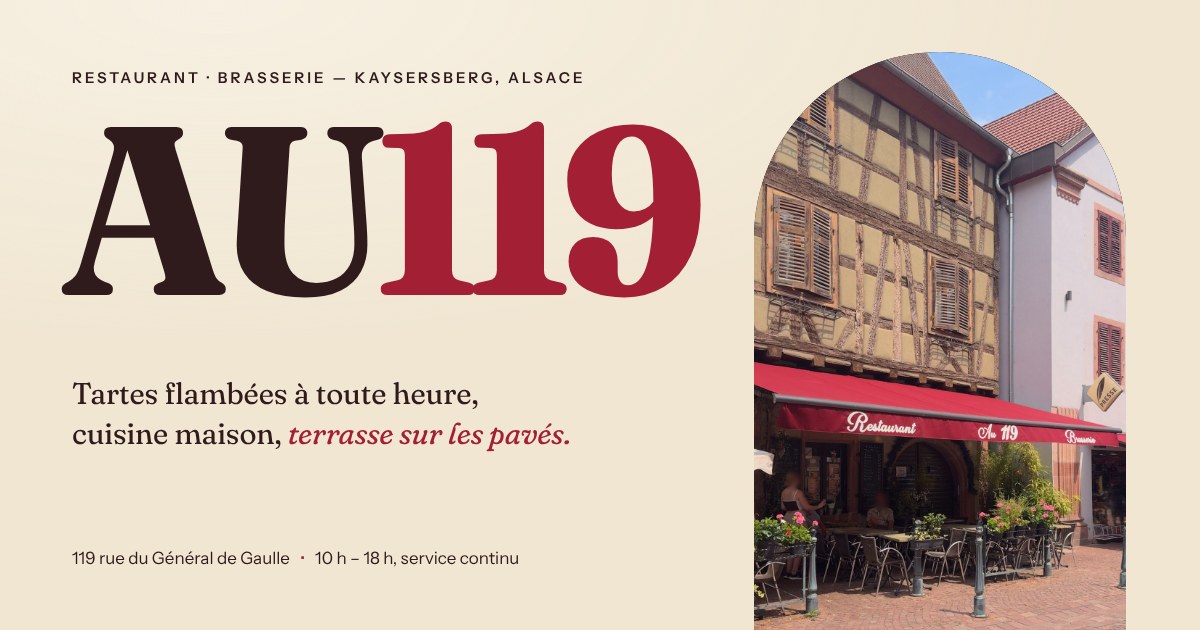 RESTAURANT · BRASSERIE — KAYSERSBERG, ALSACE
AU119
Tartes flambées à toute heure,
cuisine maison, terrasse sur les pavés.
119 rue du Général de Gaulle • 10 h – 18 h, service continu
PRESSE
Restaurant Au 119 Brasserie